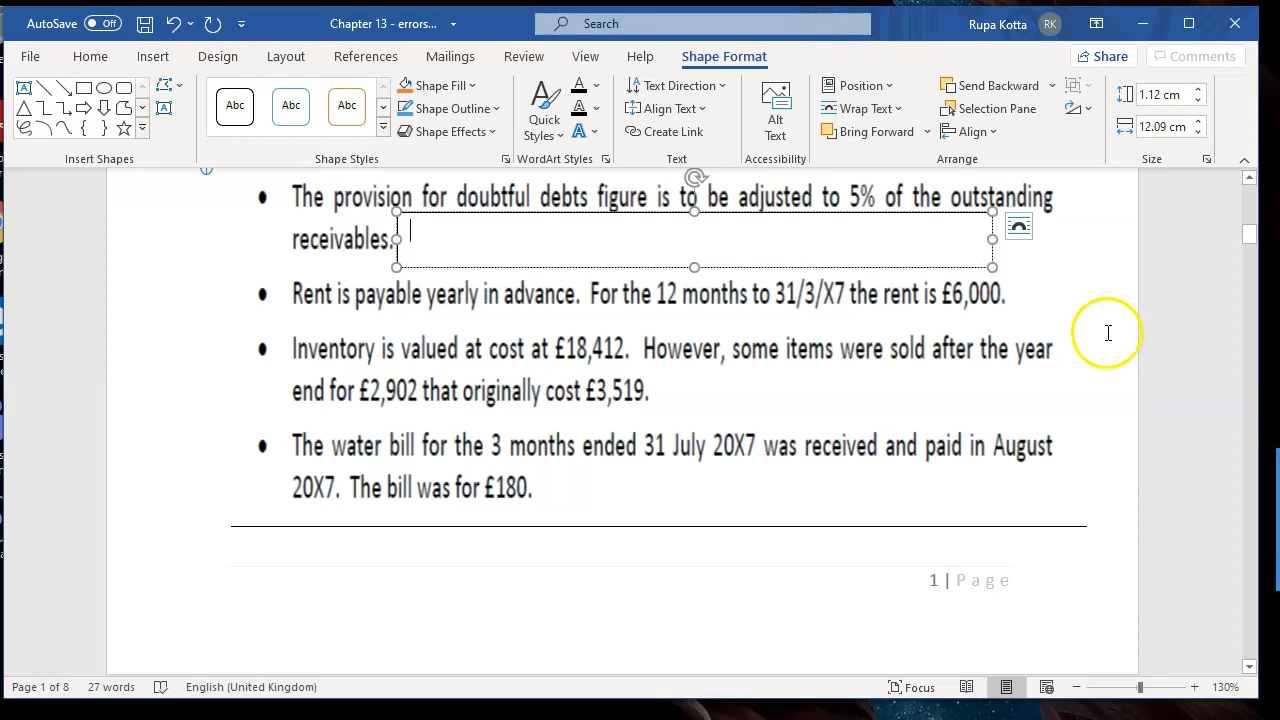 AutoSave Off Chapter 13 - errors... Search Rupa Kotta RK
File Home Insert Design Layout References Mailings Review View Help Shape Format Share Comments
Abc Abc Abc
Shape Fill
Shape Outline
Shape Effects
Quick Styles
A
Text Direction
Align Text
Create Link
Alt Text
Position
Wrap Text
Bring Forward
Send Backward
Selection Pane
Align
1.12 cm
12.09 cm
Insert Shapes Shape Styles WordArt Styles Text Accessibility Arrange Size
• The provision for doubtful debts figure is to be adjusted to 5% of the outstanding
receivables.
• Rent is payable yearly in advance. For the 12 months to 31/3/X7 the rent is £6,000.
• Inventory is valued at cost at £18,412. However, some items were sold after the year
end for £2,902 that originally cost £3,519.
• The water bill for the 3 months ended 31 July 20X7 was received and paid in August
20X7. The bill was for £180.
1 | Page
Page 1 of 8 27 words English (United Kingdom) Focus 130%